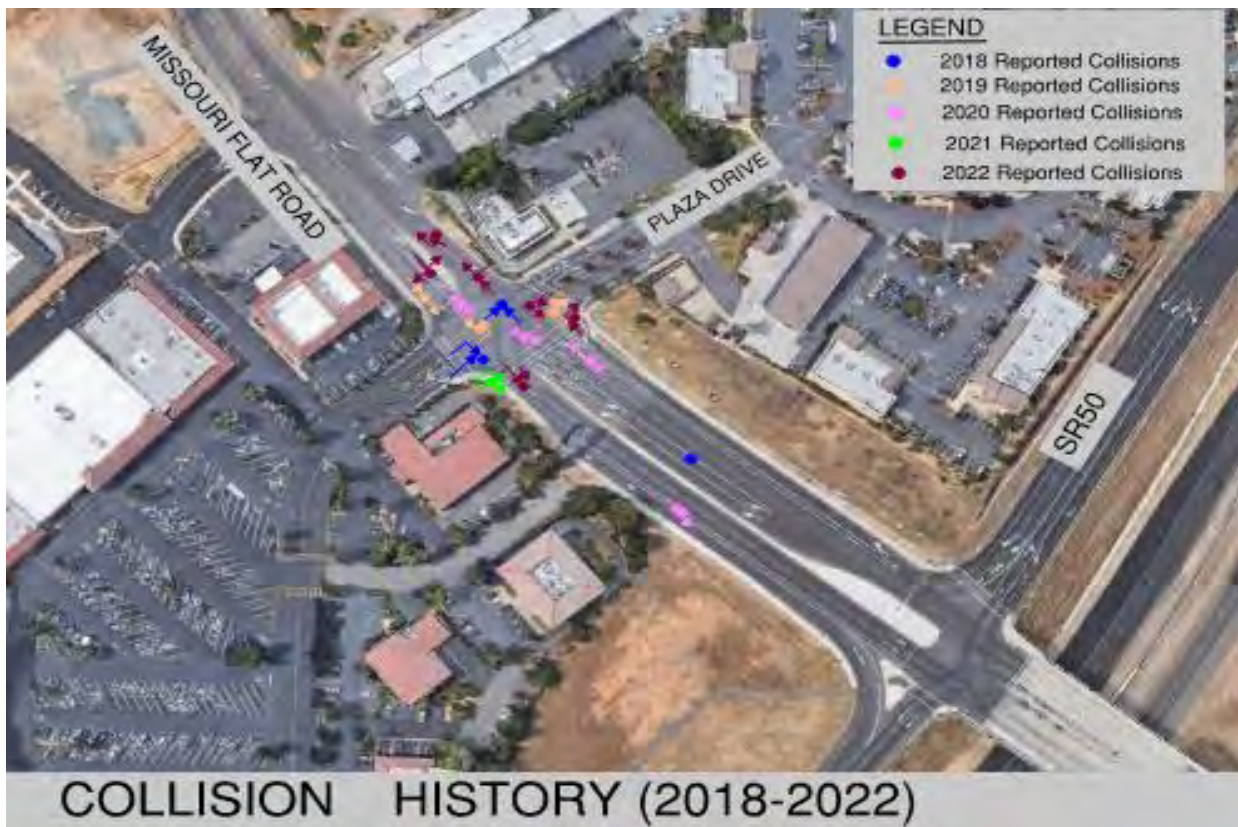 LEGEND
2018 Reported Collisions
2019 Reported Collisions
2020 Reported Collisions
2021 Reported Collisions
2022 Reported Collisions
MISSOURI FLAT ROAD
PLAZA DRIVE
SR50
COLLISION HISTORY (2018-2022)